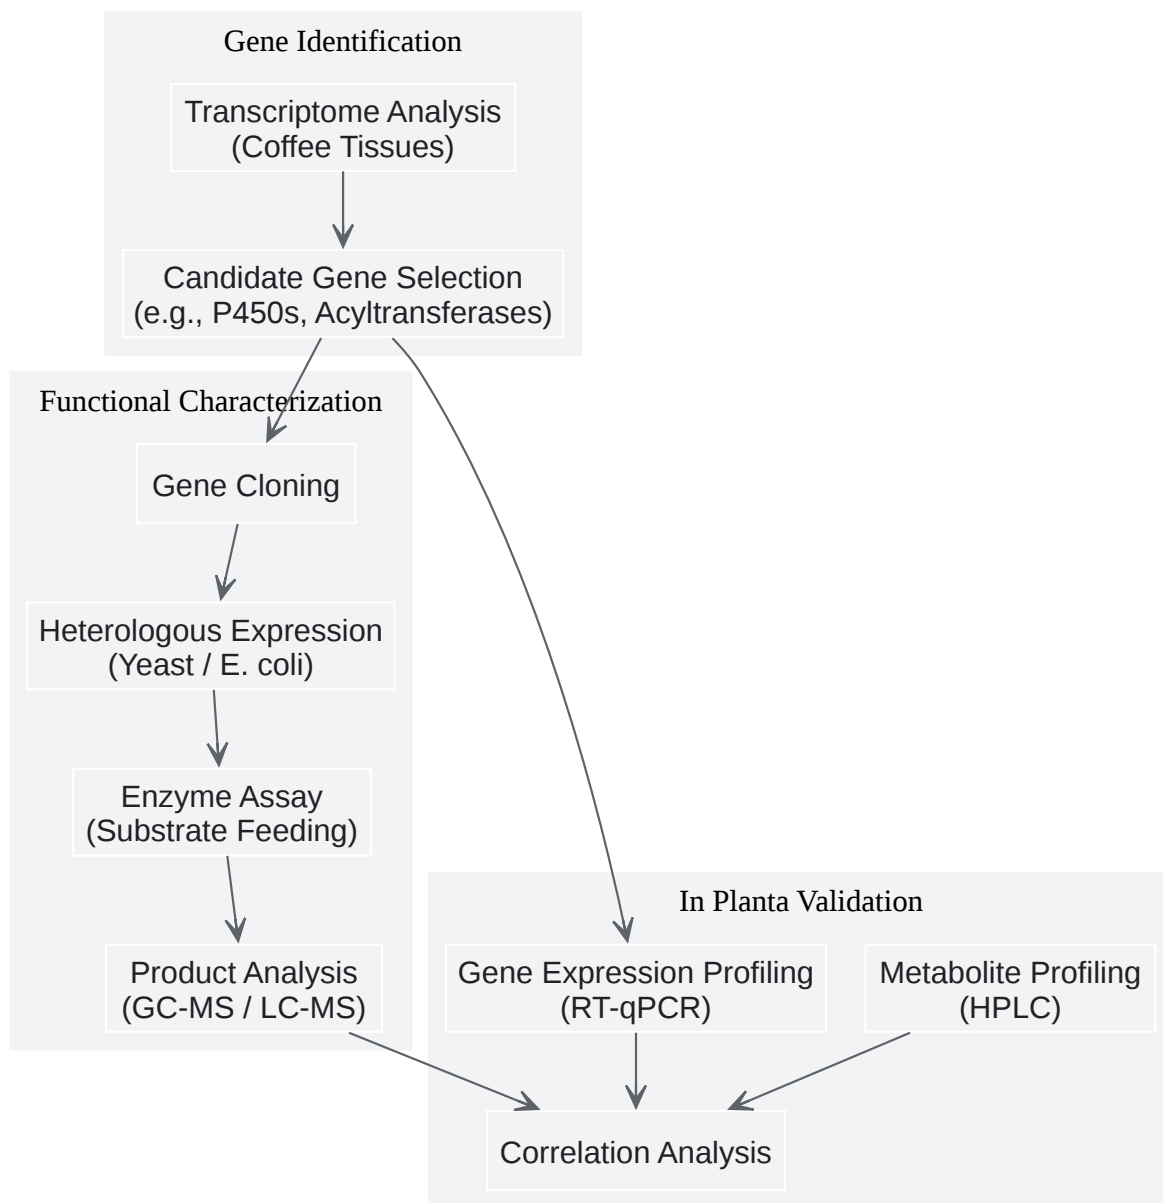 Gene Identification
Transcriptome Analysis
(Coffee Tissues)
Candidate Gene Selection
(e.g., P450s, Acyltransferases)
Functional Characterization
Gene Cloning
Heterologous Expression
(Yeast / E. coli)
Enzyme Assay
(Substrate Feeding)
Product Analysis
(GC-MS / LC-MS)
In Planta Validation
Gene Expression Profiling
(RT-qPCR)
Metabolite Profiling
(HPLC)
Correlation Analysis